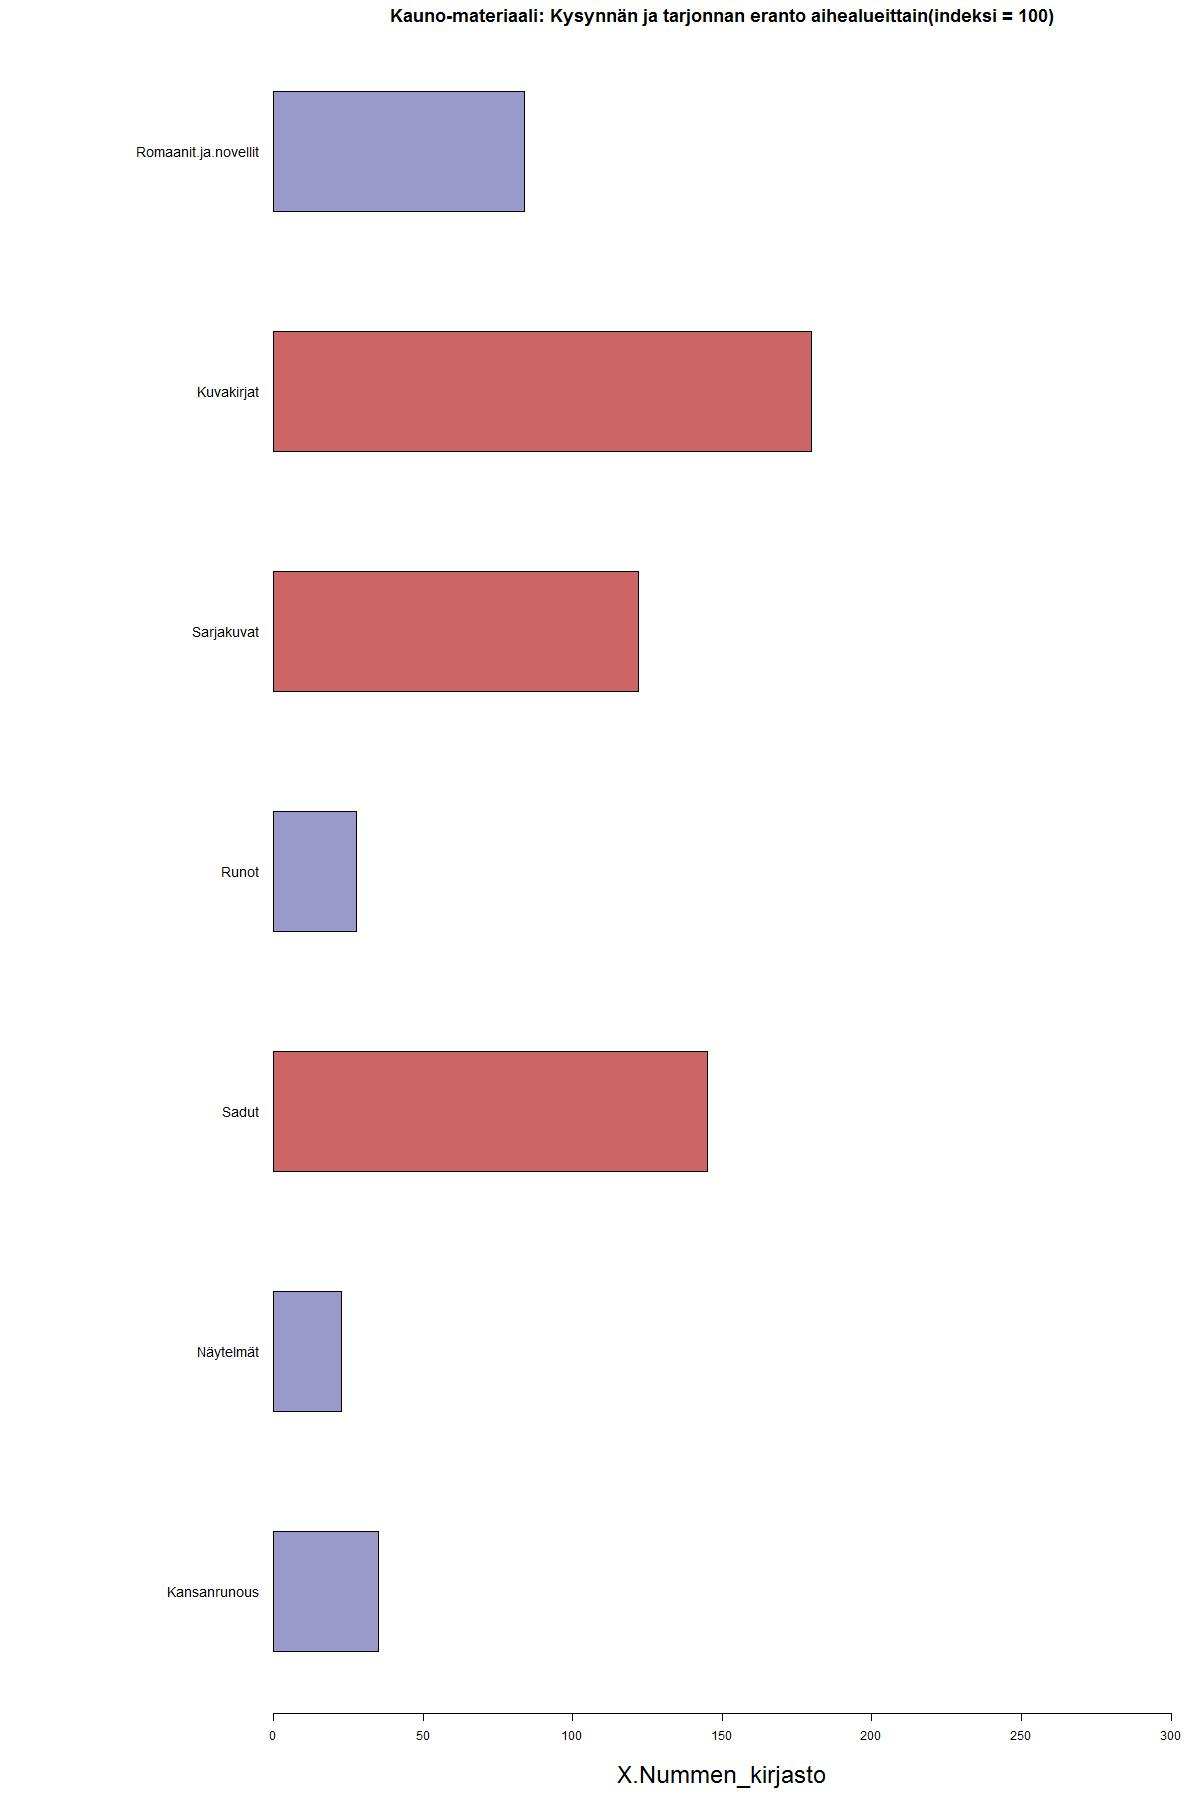 Kauno-materiaali: Kysynnän ja tarjonnan eranto aihealueittain(indeksi = 100)
Romaanit.ja.novellit
Kuvakirjat
Sarjakuvat
Runot
Sadut
Näytelmät
Kansanrunous
0 50 100 150 200 250 300
X.Nummen_kirjasto